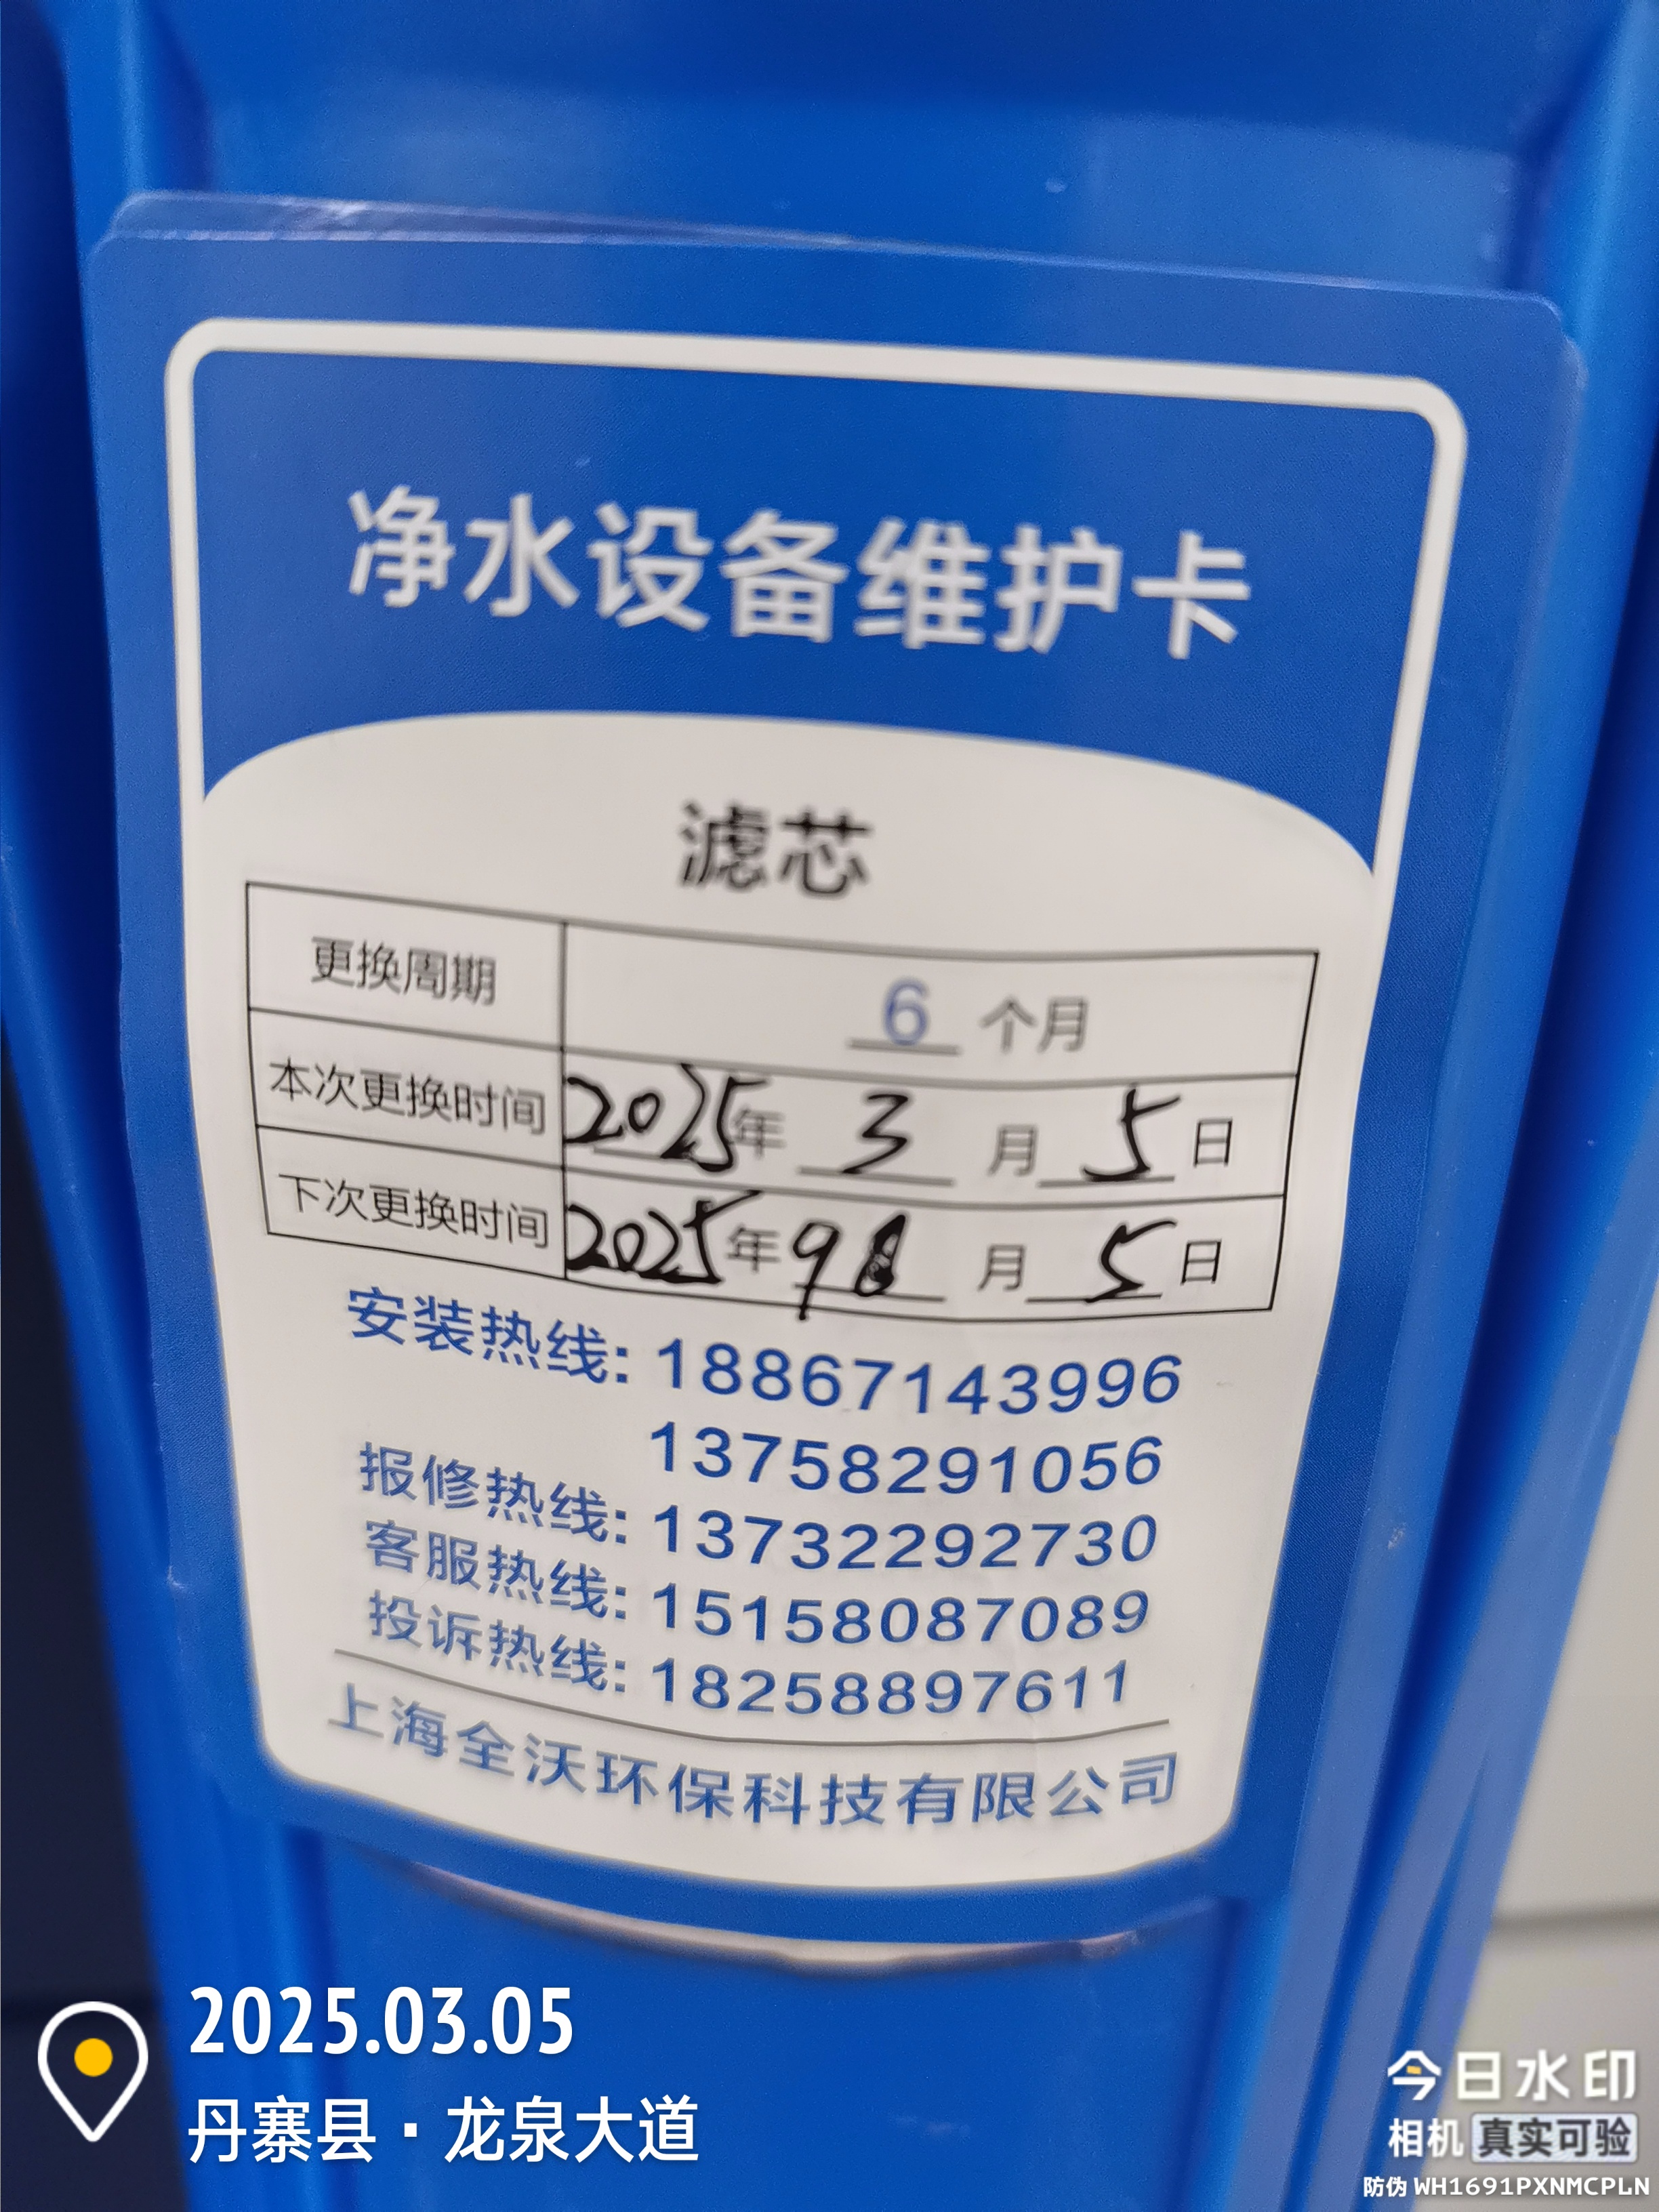 净水设备维护卡
滤芯
更换周期 6 个月
本次更换时间 2025年 3 月 5 日
下次更换时间 2025年 9 月 5 日
安装热线: 18867143996
13758291056
报修热线: 13732292730
客服热线: 15158087089
投诉热线: 18258897611
上海全沃环保科技有限公司
2025.03.05
丹寨县·龙泉大道
今日水印
相机 真实可验
防伪 WH1691PXNMCPLN